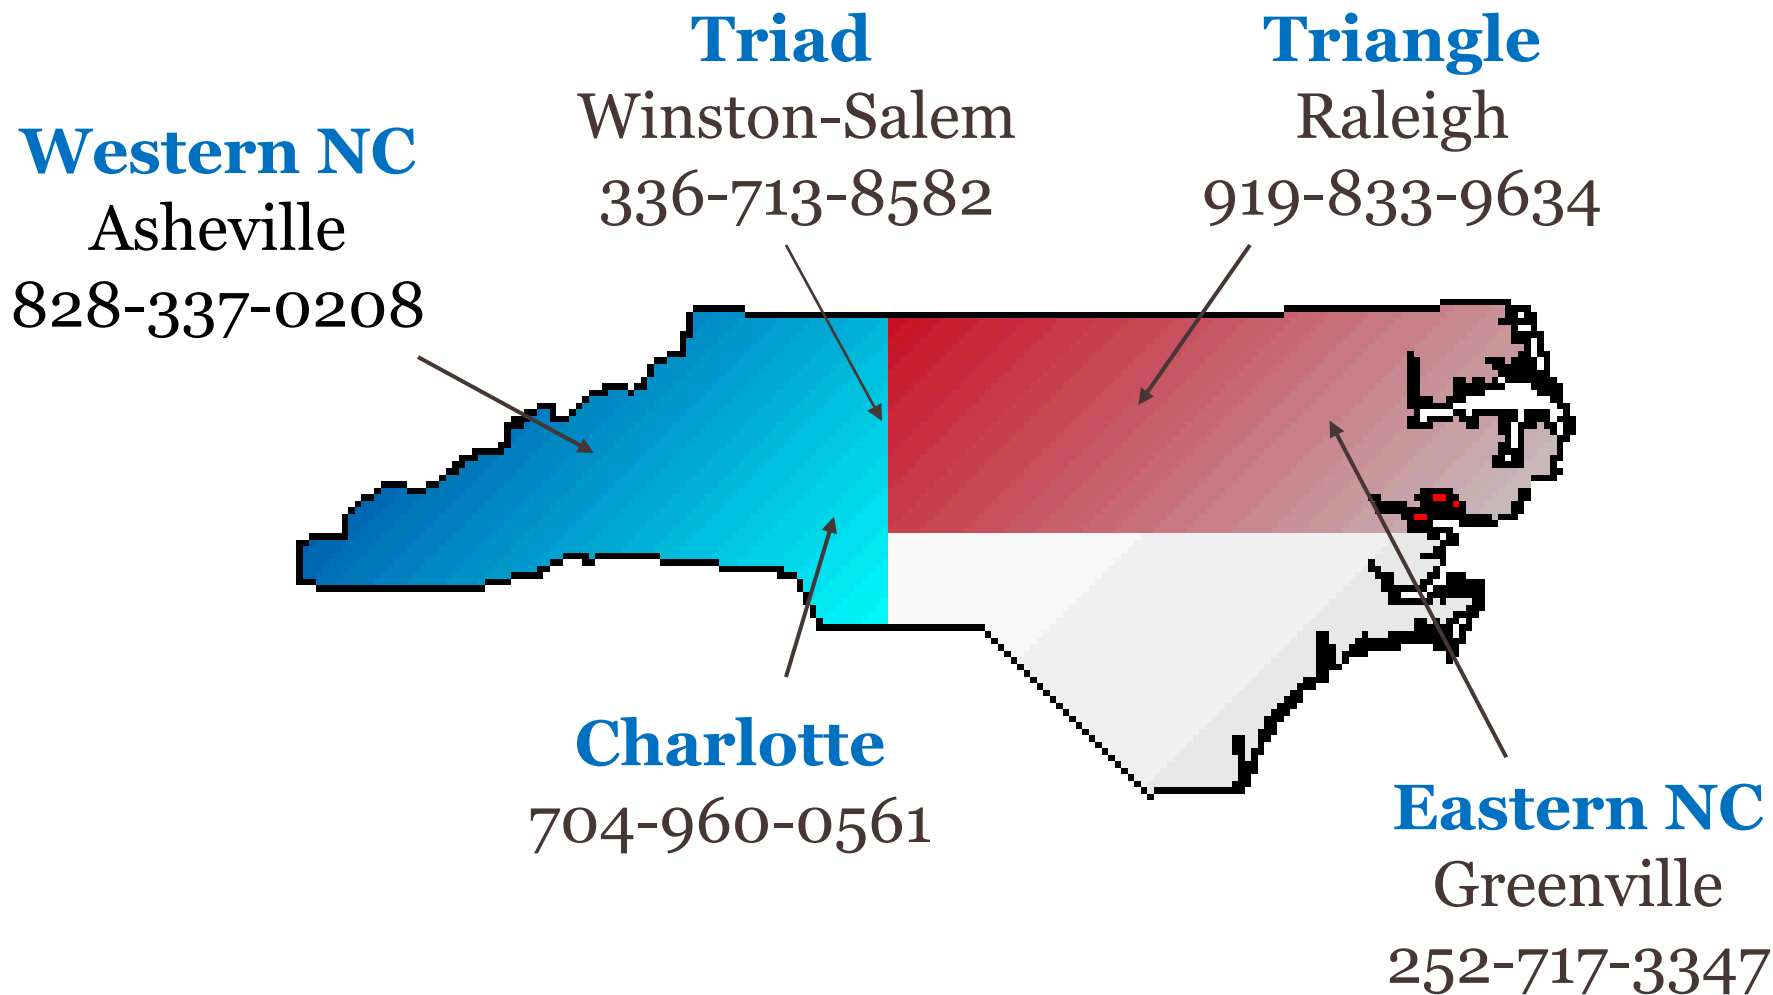 Triad
Winston-Salem
336-713-8582
Triangle
Raleigh
919-833-9634
Western NC
Asheville
828-337-0208
Charlotte
704-960-0561
Eastern NC
Greenville
252-717-3347